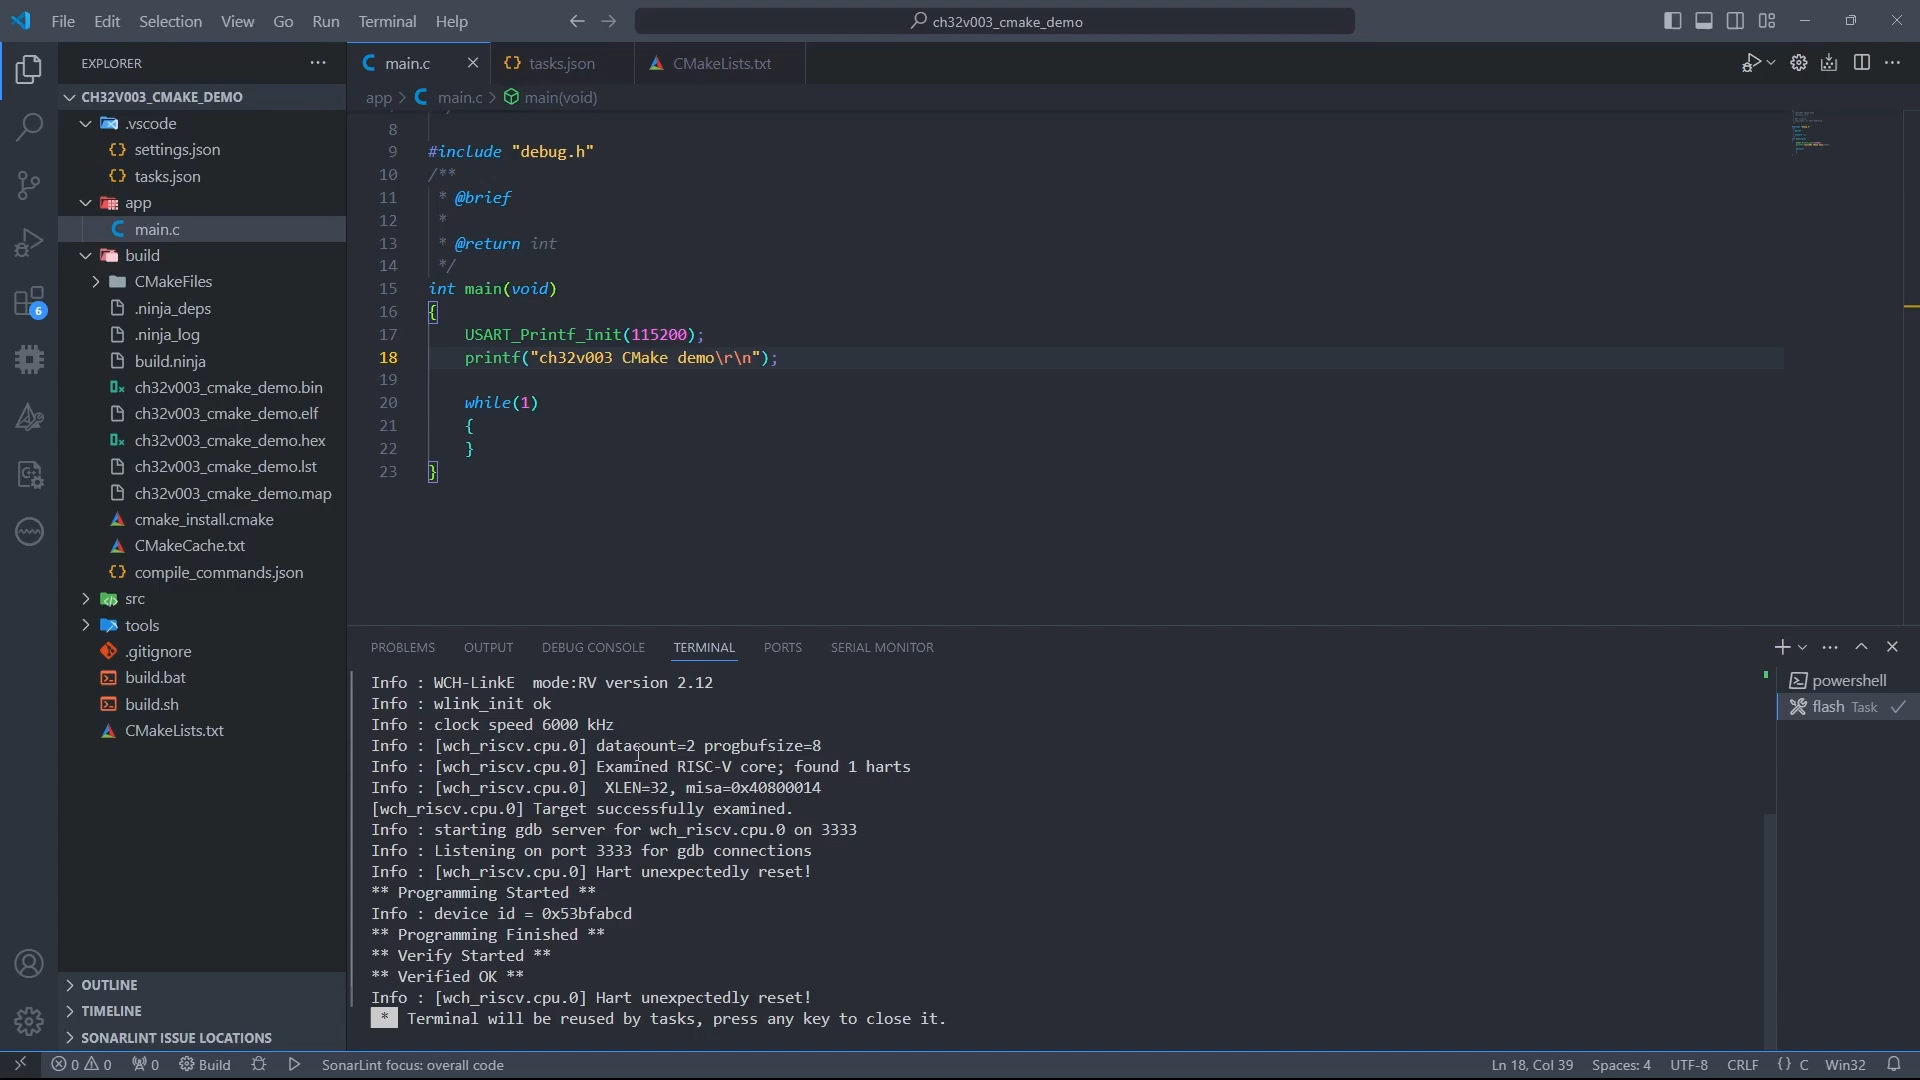 File Edit Selection View Go Run Terminal Help
ch32v003_cmake_demo
EXPLORER
main.c
tasks.json
CMakeLists.txt
CH32V003_CMAKE_DEMO
app > main.c > main(void)
.vscode
settings.json
tasks.json
app
main.c
build
CMakeFiles
.ninja_deps
.ninja_log
build.ninja
ch32v003_cmake_demo.bin
ch32v003_cmake_demo.elf
ch32v003_cmake_demo.hex
ch32v003_cmake_demo.lst
ch32v003_cmake_demo.map
cmake_install.cmake
CMakeCache.txt
compile_commands.json
src
tools
.gitignore
build.bat
build.sh
CMakeLists.txt
OUTLINE
TIMELINE
SONARLINT ISSUE LOCATIONS
6
8
9 #include "debug.h"
10 /**
11 * @brief
12 *
13 * @return int
14 */
15 int main(void)
16 {
17 USART_Printf_Init(115200);
18 printf("ch32v003 CMake demo\r\n");
19
20 while(1)
21 {
22 }
23 }
PROBLEMS OUTPUT DEBUG CONSOLE TERMINAL PORTS SERIAL MONITOR
Info : WCH-LinkE  mode:RV version 2.12
Info : wlink_init ok
Info : clock speed 6000 kHz
Info : [wch_riscv.cpu.0] datacount=2 progbufsize=8
Info : [wch_riscv.cpu.0] Examined RISC-V core; found 1 harts
Info : [wch_riscv.cpu.0]  XLEN=32, misa=0x40800014
[wch_riscv.cpu.0] Target successfully examined.
Info : starting gdb server for wch_riscv.cpu.0 on 3333
Info : Listening on port 3333 for gdb connections
Info : [wch_riscv.cpu.0] Hart unexpectedly reset!
** Programming Started **
Info : device id = 0x53bfabcd
** Programming Finished **
** Verify Started **
** Verified OK **
Info : [wch_riscv.cpu.0] Hart unexpectedly reset!
* Terminal will be reused by tasks, press any key to close it.
powershell
flash Task
0 0 0 Build SonarLint focus: overall code
Ln 18, Col 39 Spaces: 4 UTF-8 CRLF {} C Win32